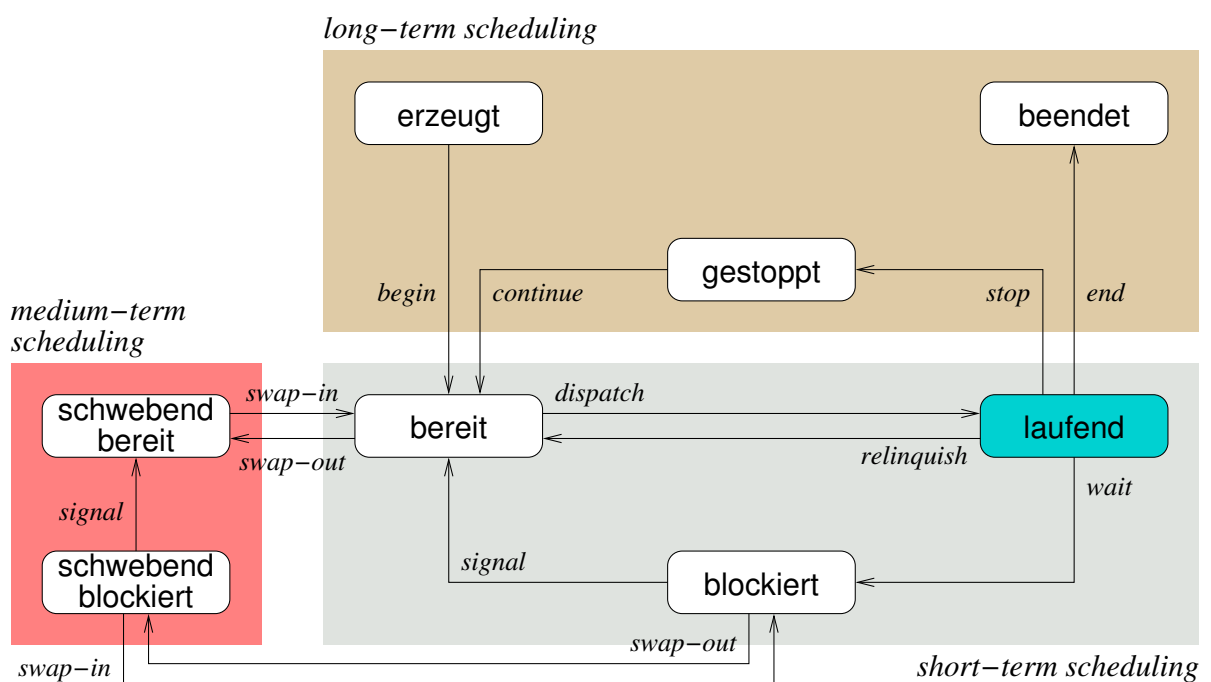 long−term scheduling
erzeugt
beendet
gestoppt
begin
continue
stop
end
medium−term
scheduling
schwebend
bereit
swap−in
swap−out
bereit
dispatch
relinquish
laufend
wait
signal
schwebend
blockiert
signal
blockiert
swap−out
swap−in
short−term scheduling